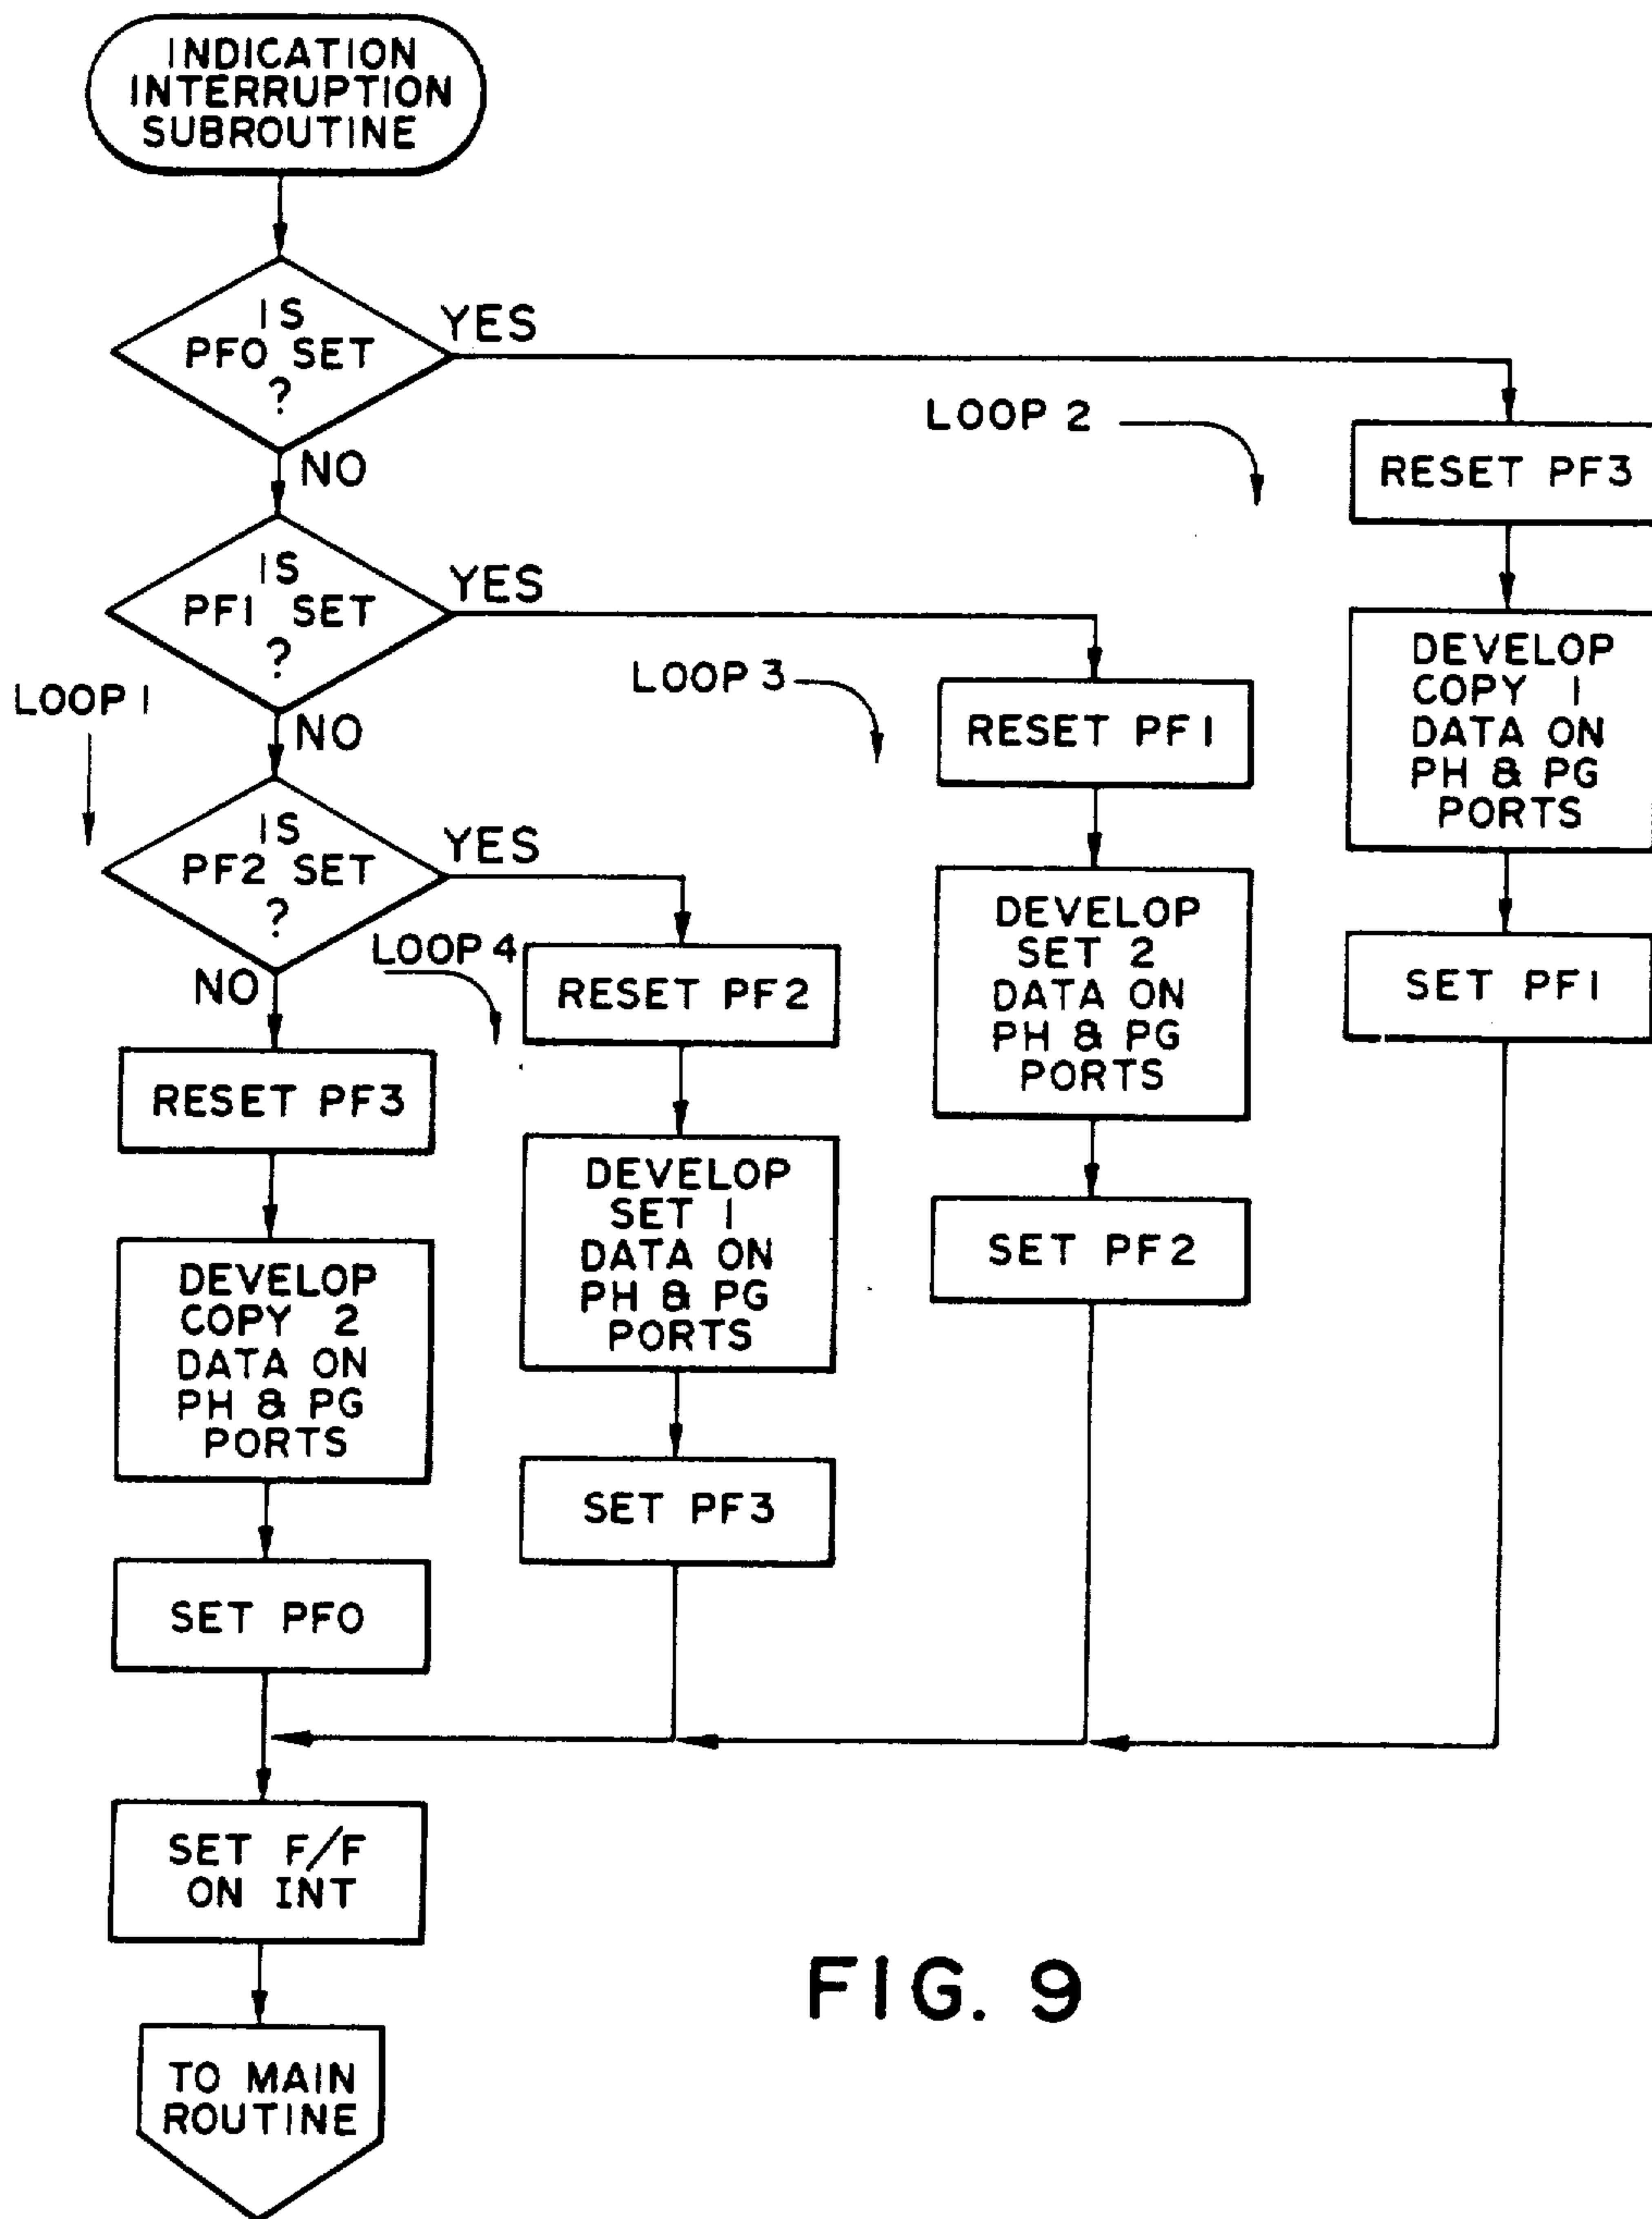 INDICATION
INTERRUPTION
SUBROUTINE
IS
PF0 SET
?
YES
NO
LOOP 2
RESET PF3
DEVELOP
COPY 1
DATA ON
PH & PG
PORTS
SET PF1
IS
PF1 SET
?
YES
NO
LOOP 3
RESET PF1
DEVELOP
SET 2
DATA ON
PH & PG
PORTS
SET PF2
LOOP 1
IS
PF2 SET
?
YES
NO
LOOP 4
RESET PF2
DEVELOP
SET 1
DATA ON
PH & PG
PORTS
SET PF3
RESET PF3
DEVELOP
COPY 2
DATA ON
PH & PG
PORTS
SET PF0
SET F/F
ON INT
TO MAIN
ROUTINE
FIG. 9